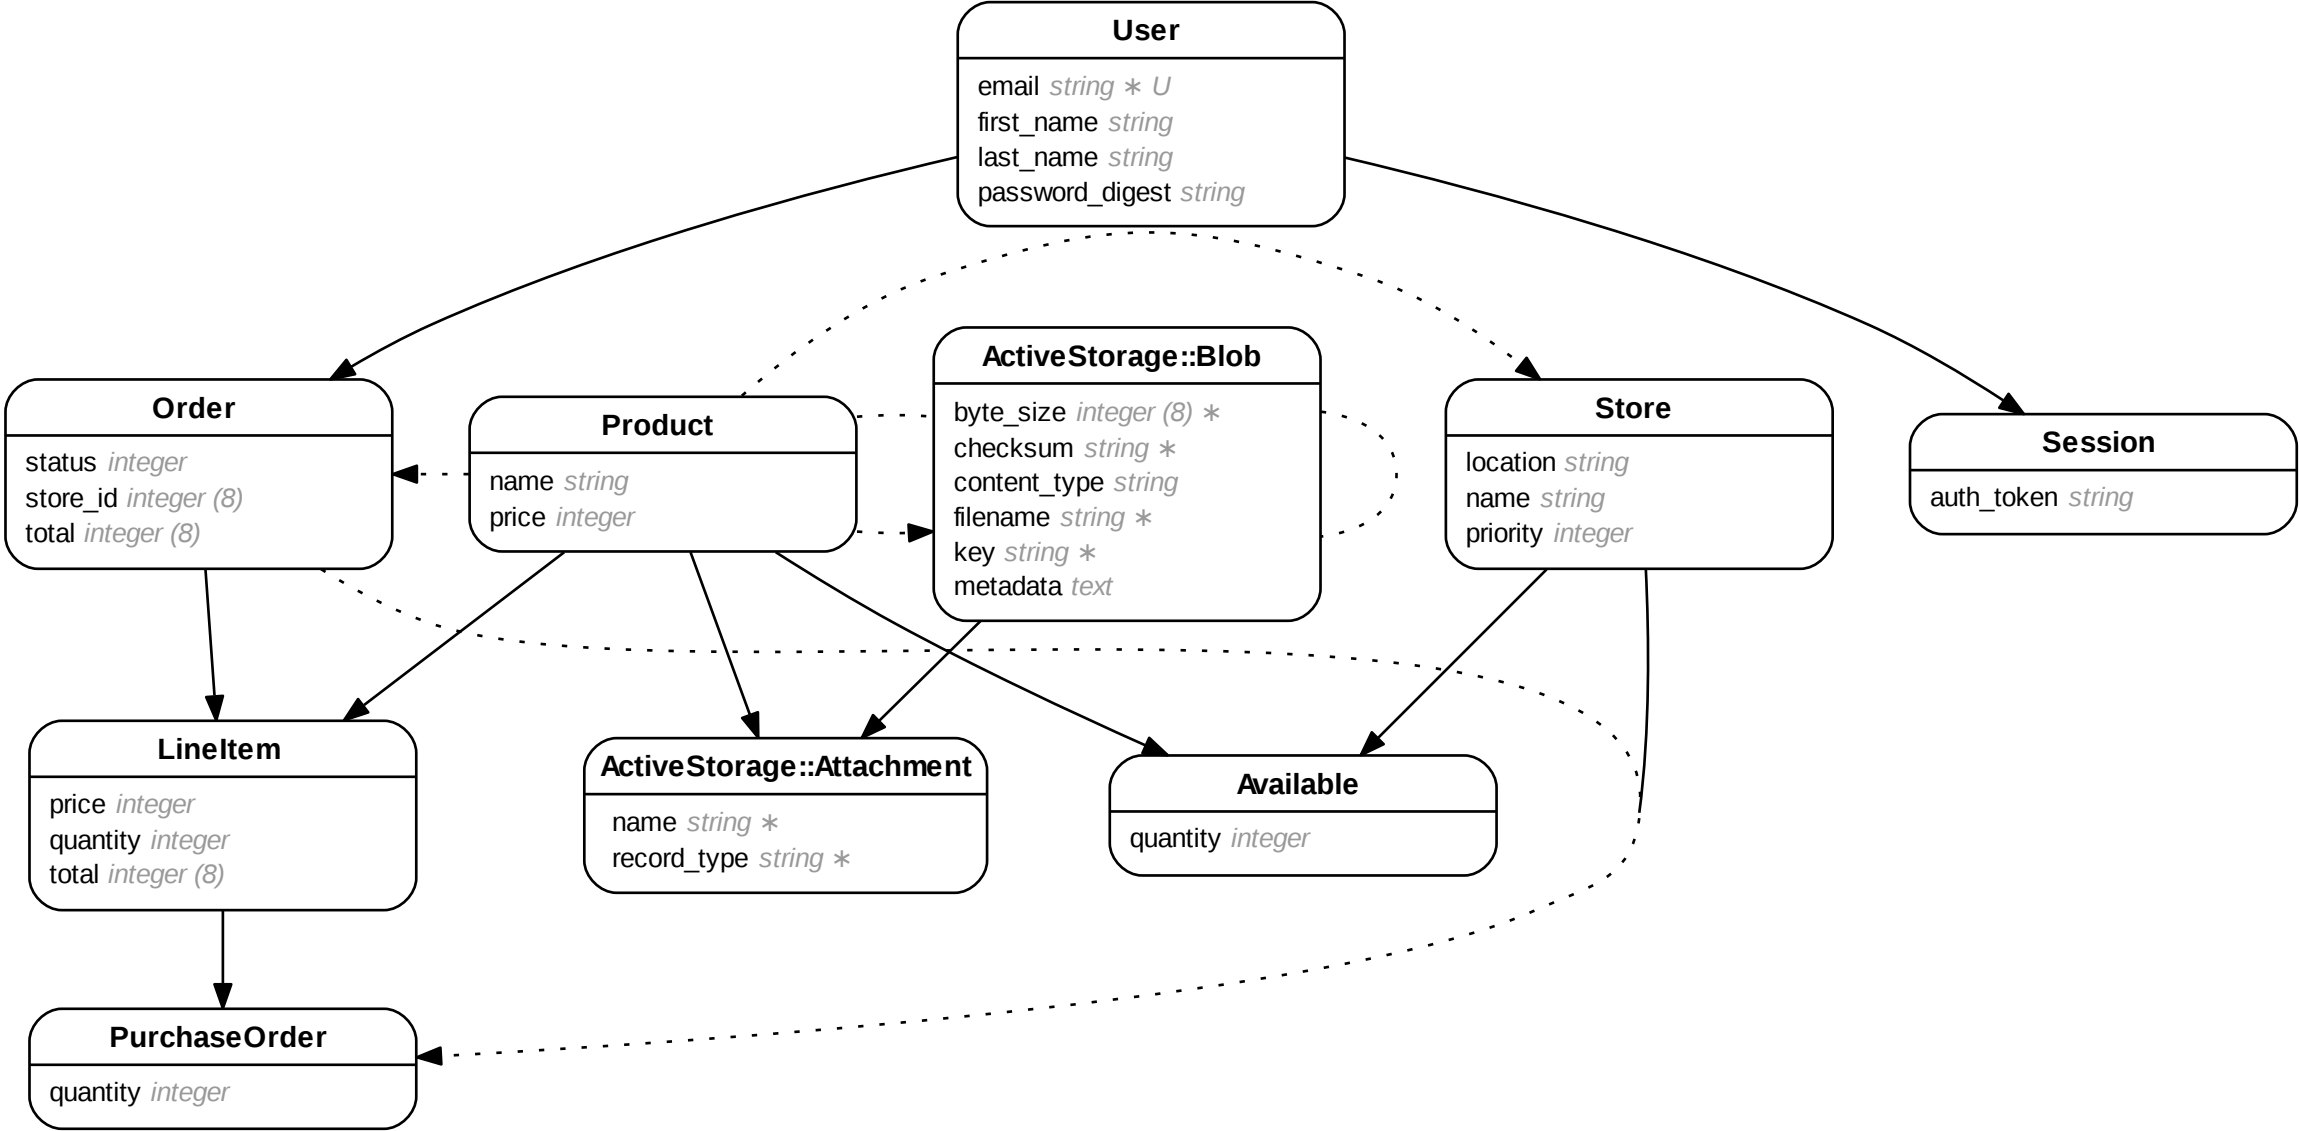 User
email string ∗ U
first_name string
last_name string
password_digest string
Order
status integer
store_id integer (8)
total integer (8)
Product
name string
price integer
ActiveStorage::Blob
byte_size integer (8) ∗
checksum string ∗
content_type string
filename string ∗
key string ∗
metadata text
Store
location string
name string
priority integer
Session
auth_token string
LineItem
price integer
quantity integer
total integer (8)
ActiveStorage::Attachment
name string ∗
record_type string ∗
Available
quantity integer
PurchaseOrder
quantity integer